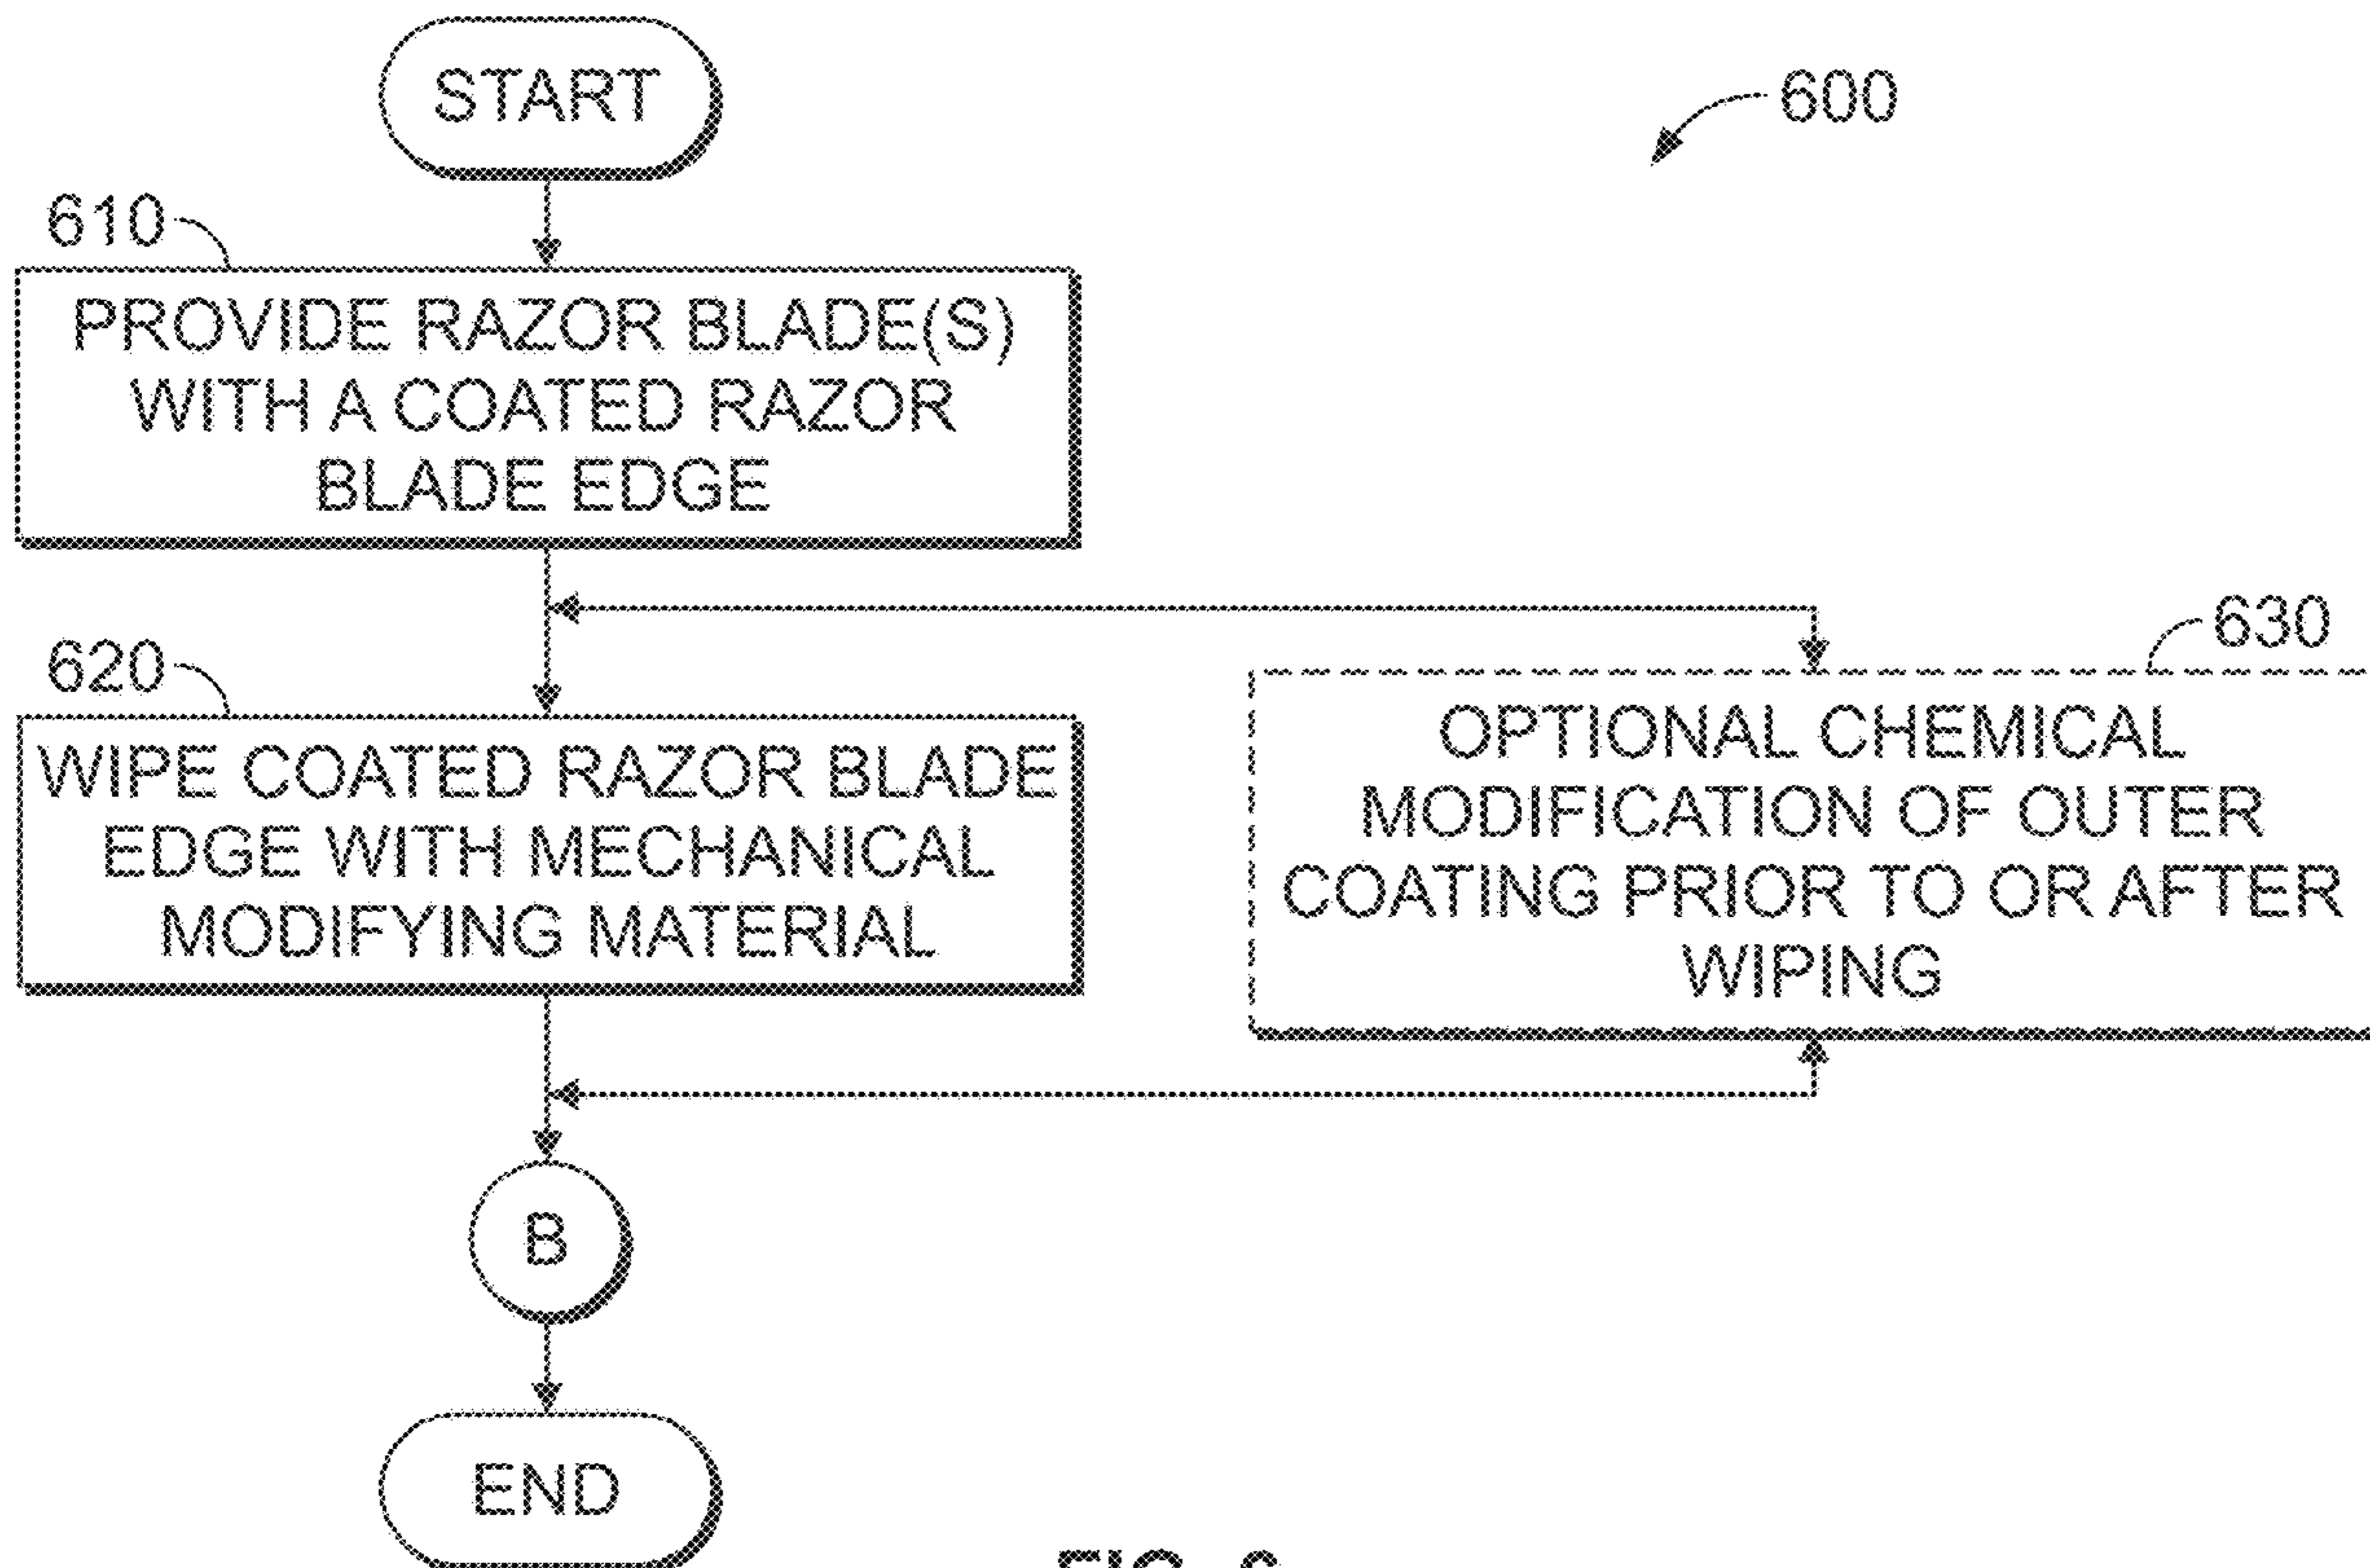 START
600
610
PROVIDE RAZOR BLADE(S)
WITH A COATED RAZOR
BLADE EDGE
620
WIPE COATED RAZOR BLADE
EDGE WITH MECHANICAL
MODIFYING MATERIAL
630
OPTIONAL CHEMICAL
MODIFICATION OF OUTER
COATING PRIOR TO OR AFTER
WIPING
B
END
FIG.